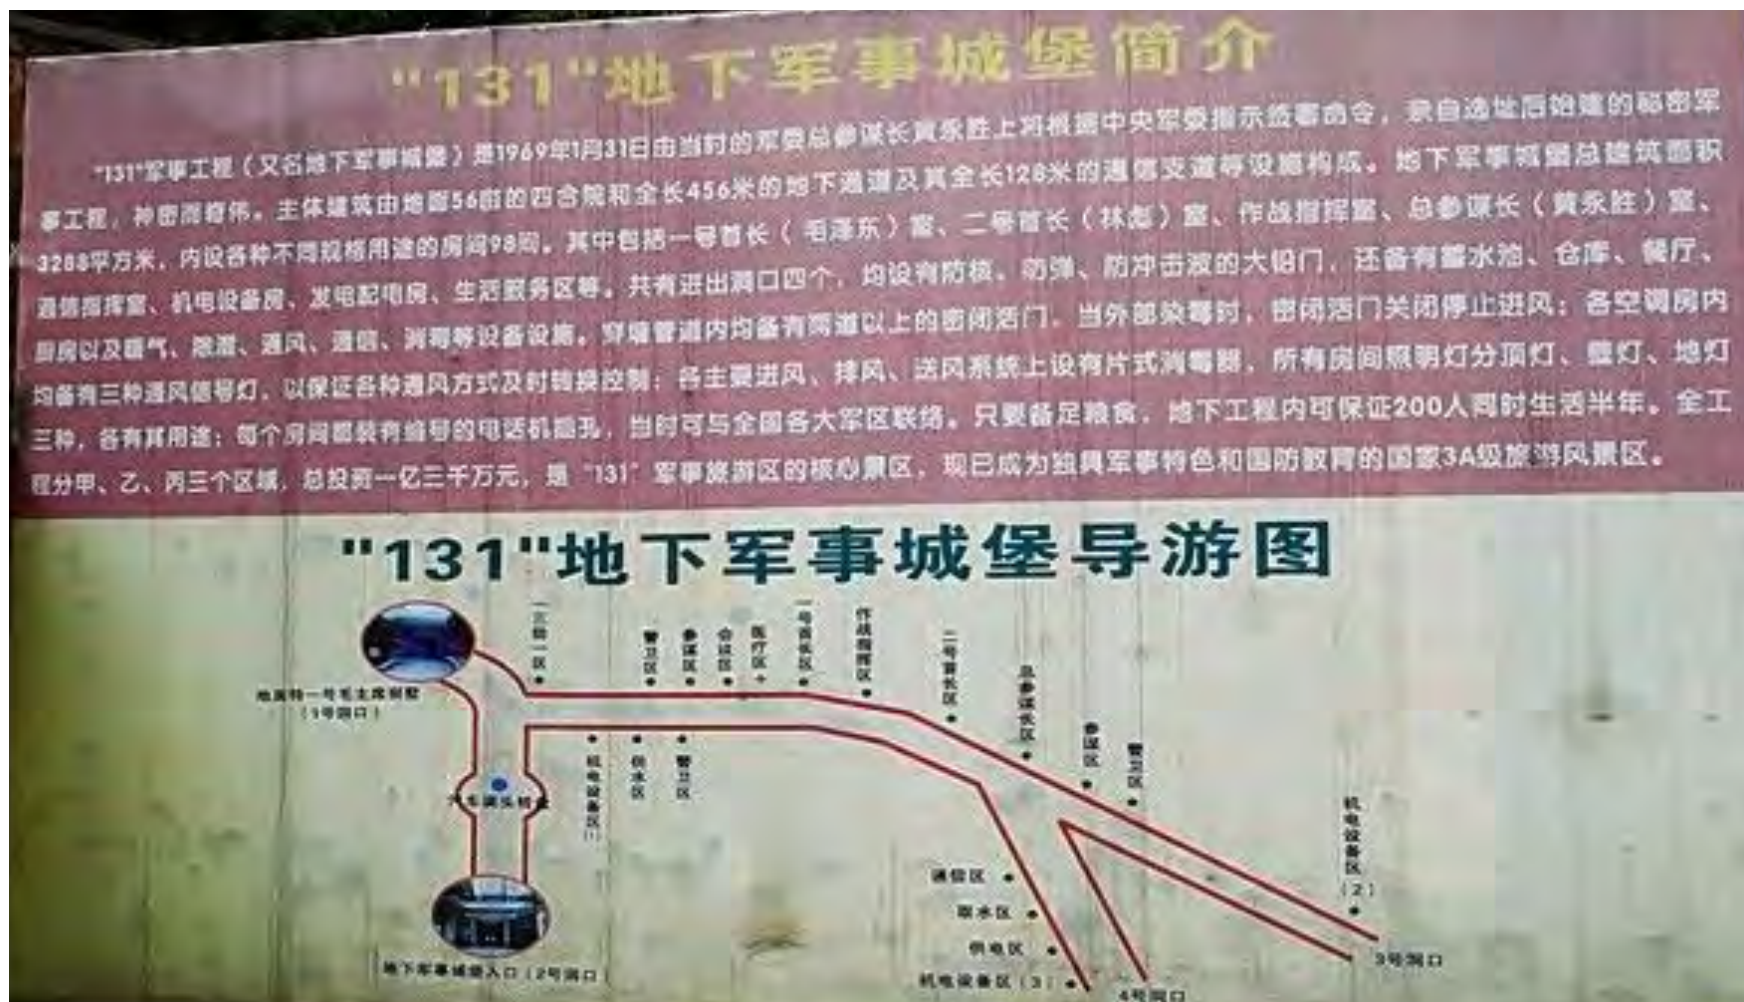 "131"地下军事城堡简介
"131"军事工程（又名地下军事城堡）是1969年1月31日由当时的军委总参谋长黄永胜上将根据中央军委指示签署命令，亲自选址后始建的秘密军
事工程，神密而奇伟。主体建筑由地面56间的四合院和全长456米的地下通道及其全长128米的通信支道等设施构成。地下军事城堡总建筑面积
3288平方米，内设各种不同规格用途的房间98间。其中包括一号首长（毛泽东）室、二号首长（林彪）室、作战指挥室、总参谋长（黄永胜）室、
通信指挥室、机电设备房、发电配电房、生活服务区等。共有进出洞口四个，均设有防核、防弹、防冲击波的大铅门，还备有蓄水池、仓库、餐厅、
厨房以及暖气、除湿、通风、通信、消毒等设备设施。穿墙管道内均备有两道以上的密闭活门，当外部染毒时，密闭活门关闭停止进风；各空调房内
均备有三种通风信号灯，以保证各种通风方式及时转换控制；各主要进风、排风、送风系统上设有片式消毒器，所有房间照明灯分顶灯、壁灯、地灯
三种，各有其用途；每个房间都装有编号的电话机插孔，当时可与全国各大军区联络。只要备足粮食，地下工程内可保证200人同时生活半年。全工
程分甲、乙、丙三个区域，总投资一亿三千万元，是"131"军事旅游区的核心景区，现已成为独具军事特色和国防教育的国家3A级旅游风景区。
"131"地下军事城堡导游图
警卫区
参谋区
会议区
医疗区
一号首长区
作战指挥区
二号首长区
总参谋长区
参谋区
警卫区
机电设备区（2）
毛主席别墅
（1号洞口）
机电设备区（1）
供水区
警卫区
通信区
取水区
供电区
机电设备区（3）
地下军事城堡入口（2号洞口）
3号洞口
4号洞口